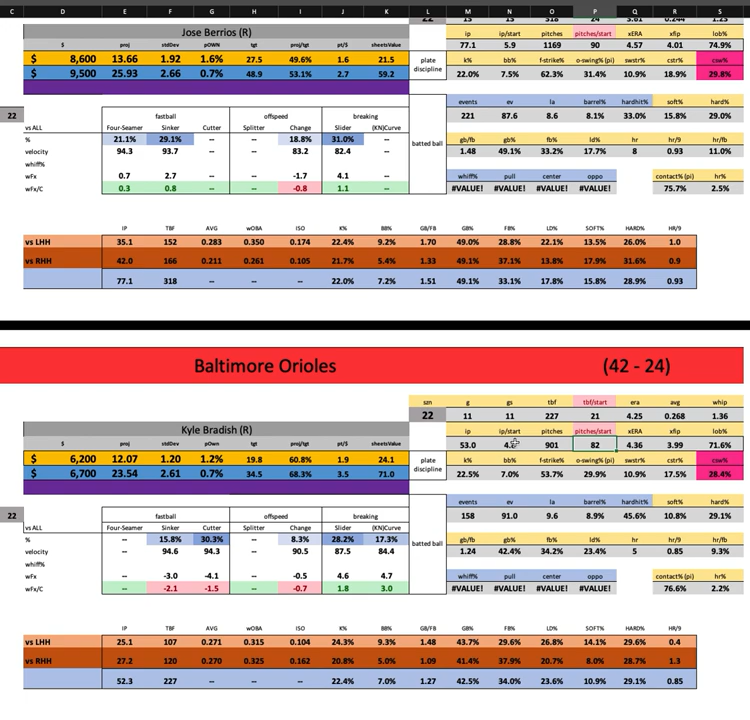 C D E F G H I J K L M N O P Q R S
22 13 13 318 24 3.61 0.244 1.25
Jose Berrios (R) ip ip/start pitches pitches/start xERA xfip lob%
77.1 5.9 1169 90 4.57 4.01 74.9%
$ proj stdDev pOWN tgt proj/tgt pt/$ sheetsValue
$ 8,600 13.66 1.92 1.6% 27.5 49.6% 1.6 21.5 plate discipline k% bb% f-strike% o-swing% (pi) swstr% cstr% csw%
$ 9,500 25.93 2.66 0.7% 48.9 53.1% 2.7 59.2 22.0% 7.5% 62.3% 31.4% 10.9% 18.9% 29.8%
events ev la barrel% hardhit% soft% hard%
22 fastball offspeed breaking 221 87.6 8.6 8.1% 33.0% 15.8% 29.0%
vs ALL Four-Seamer Sinker Cutter Splitter Change Slider (KN)Curve
% 21.1% 29.1% -- -- 18.8% 31.0% -- batted ball gb/fb gb% fb% ld% hr hr/9 hr/fb
velocity 94.3 93.7 -- -- 83.2 82.4 -- 1.48 49.1% 33.2% 17.7% 8 0.93 11.0%
whiff%
wFx 0.7 2.7 -- -- -1.7 4.1 -- whiff% pull center oppo contact% (pi) hr%
wFx/C 0.3 0.8 -- -- -0.8 1.1 -- #VALUE! #VALUE! #VALUE! #VALUE! 75.7% 2.5%
IP TBF AVG wOBA ISO K% BB% GB/FB GB% FB% LD% SOFT% HARD% HR/9
vs LHH 35.1 152 0.283 0.350 0.174 22.4% 9.2% 1.70 49.0% 28.8% 22.1% 13.5% 26.0% 1.0
vs RHH 42.0 166 0.211 0.261 0.105 21.7% 5.4% 1.33 49.0% 37.1% 13.8% 17.9% 31.6% 0.9
77.1 318 -- -- -- 22.0% 7.2% 1.51 49.1% 33.1% 17.8% 15.8% 28.9% 0.93
Baltimore Orioles (42 - 24)
szn g gs tbf tbf/start era avg whip
22 11 11 227 21 4.25 0.268 1.36
Kyle Bradish (R) ip ip/start pitches pitches/start xERA xfip lob%
53.0 901 82 4.36 3.99 71.6%
$ proj stdDev pOwn tgt proj/tgt pt/$ sheetsValue
$ 6,200 12.07 1.20 1.2% 19.8 60.8% 1.9 24.1 plate discipline k% bb% f-strike% o-swing% (pi) swstr% cstr% csw%
$ 6,700 23.54 2.61 0.7% 34.5 68.3% 3.5 71.0 22.5% 7.0% 53.7% 29.9% 10.9% 17.5% 28.4%
events ev la barrel% hardhit% soft% hard%
22 fastball offspeed breaking 158 91.0 9.6 8.9% 45.6% 10.8% 29.1%
vs ALL Four-Seamer Sinker Cutter Splitter Change Slider (KN)Curve
% -- 15.8% 30.3% -- 8.3% 28.2% 17.3% batted ball gb/fb gb% fb% ld% hr hr/9 hr/fb
velocity -- 94.6 94.3 -- 90.5 87.5 84.4 1.24 42.4% 34.2% 23.4% 5 0.85 9.3%
whiff%
wFx -- -3.0 -4.1 -- -0.5 4.6 4.7 whiff% pull center oppo contact% (pi) hr%
wFx/C -- -2.1 -1.5 -- -0.7 1.8 3.0 #VALUE! #VALUE! #VALUE! #VALUE! 76.6% 2.2%
IP TBF AVG wOBA ISO K% BB% GB/FB GB% FB% LD% SOFT% HARD% HR/9
vs LHH 25.1 107 0.271 0.315 0.104 24.3% 9.3% 1.48 43.7% 29.6% 26.8% 14.1% 29.6% 0.4
vs RHH 27.2 120 0.270 0.325 0.162 20.8% 5.0% 1.09 41.4% 37.9% 20.7% 8.0% 28.7% 1.3
52.3 227 -- -- -- 22.4% 7.0% 1.27 42.5% 34.0% 23.6% 10.9% 29.1% 0.85